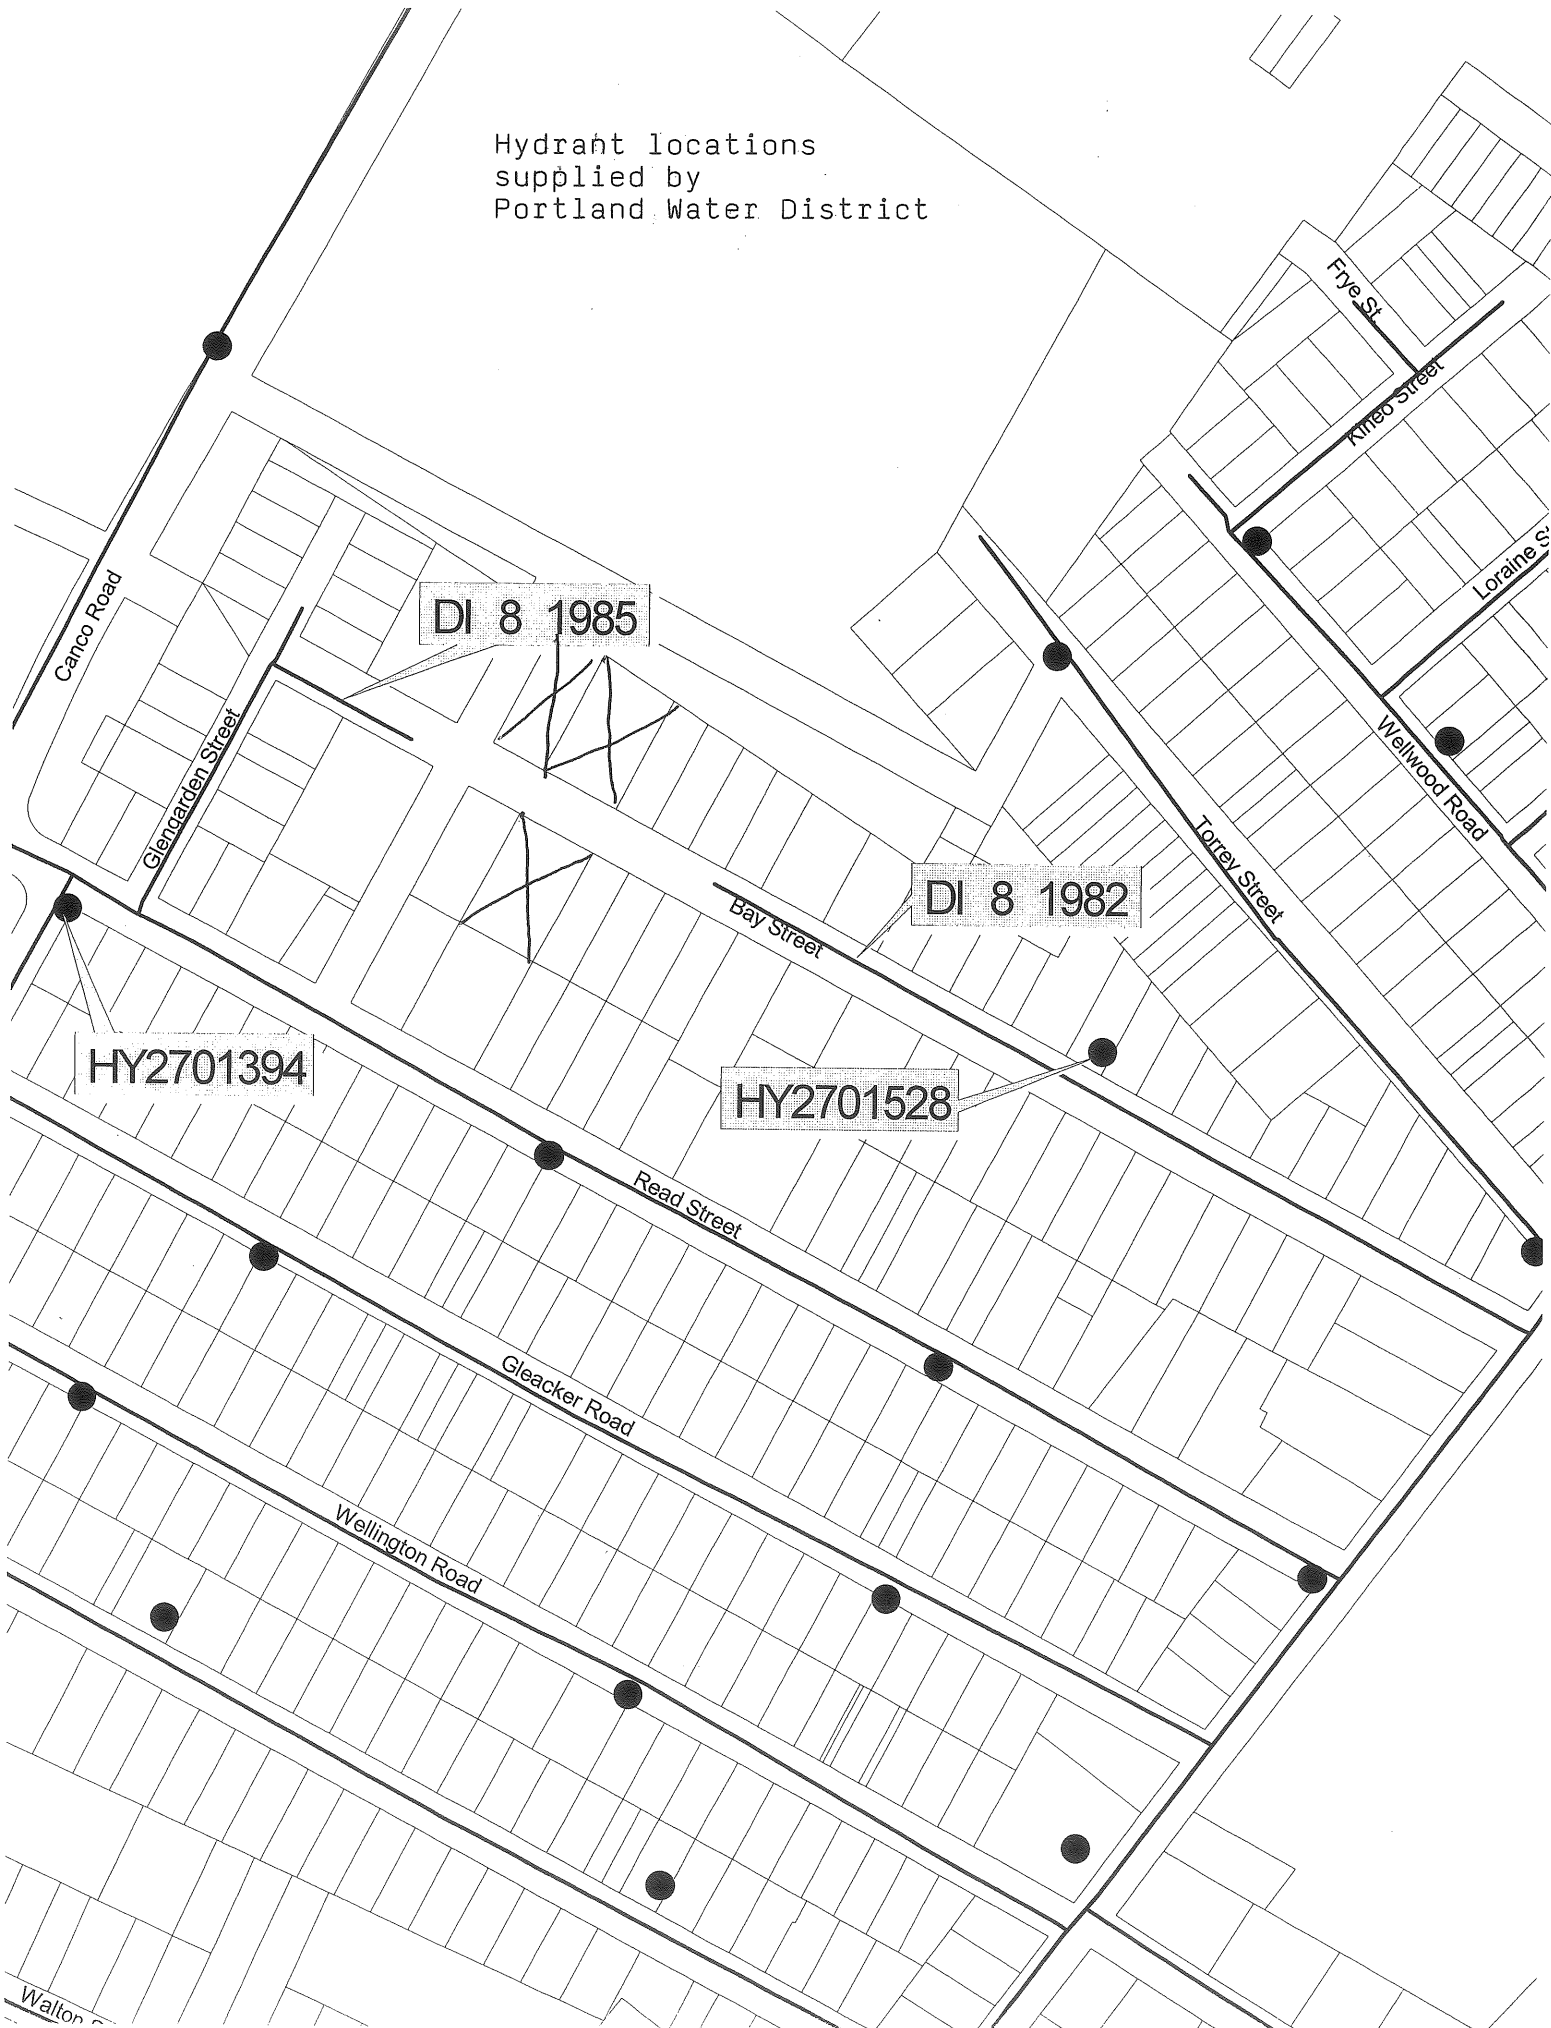 Hydrant locations
supplied by
Portland Water District
Frye St.
Kineo Street
Loraine S
Canco Road
DI 8 1985
Glengarden Street
Wellwood Road
Torrey Street
DI 8 1982
Bay Street
HY2701394
HY2701528
Read Street
Gleacker Road
Wellington Road
Walton S